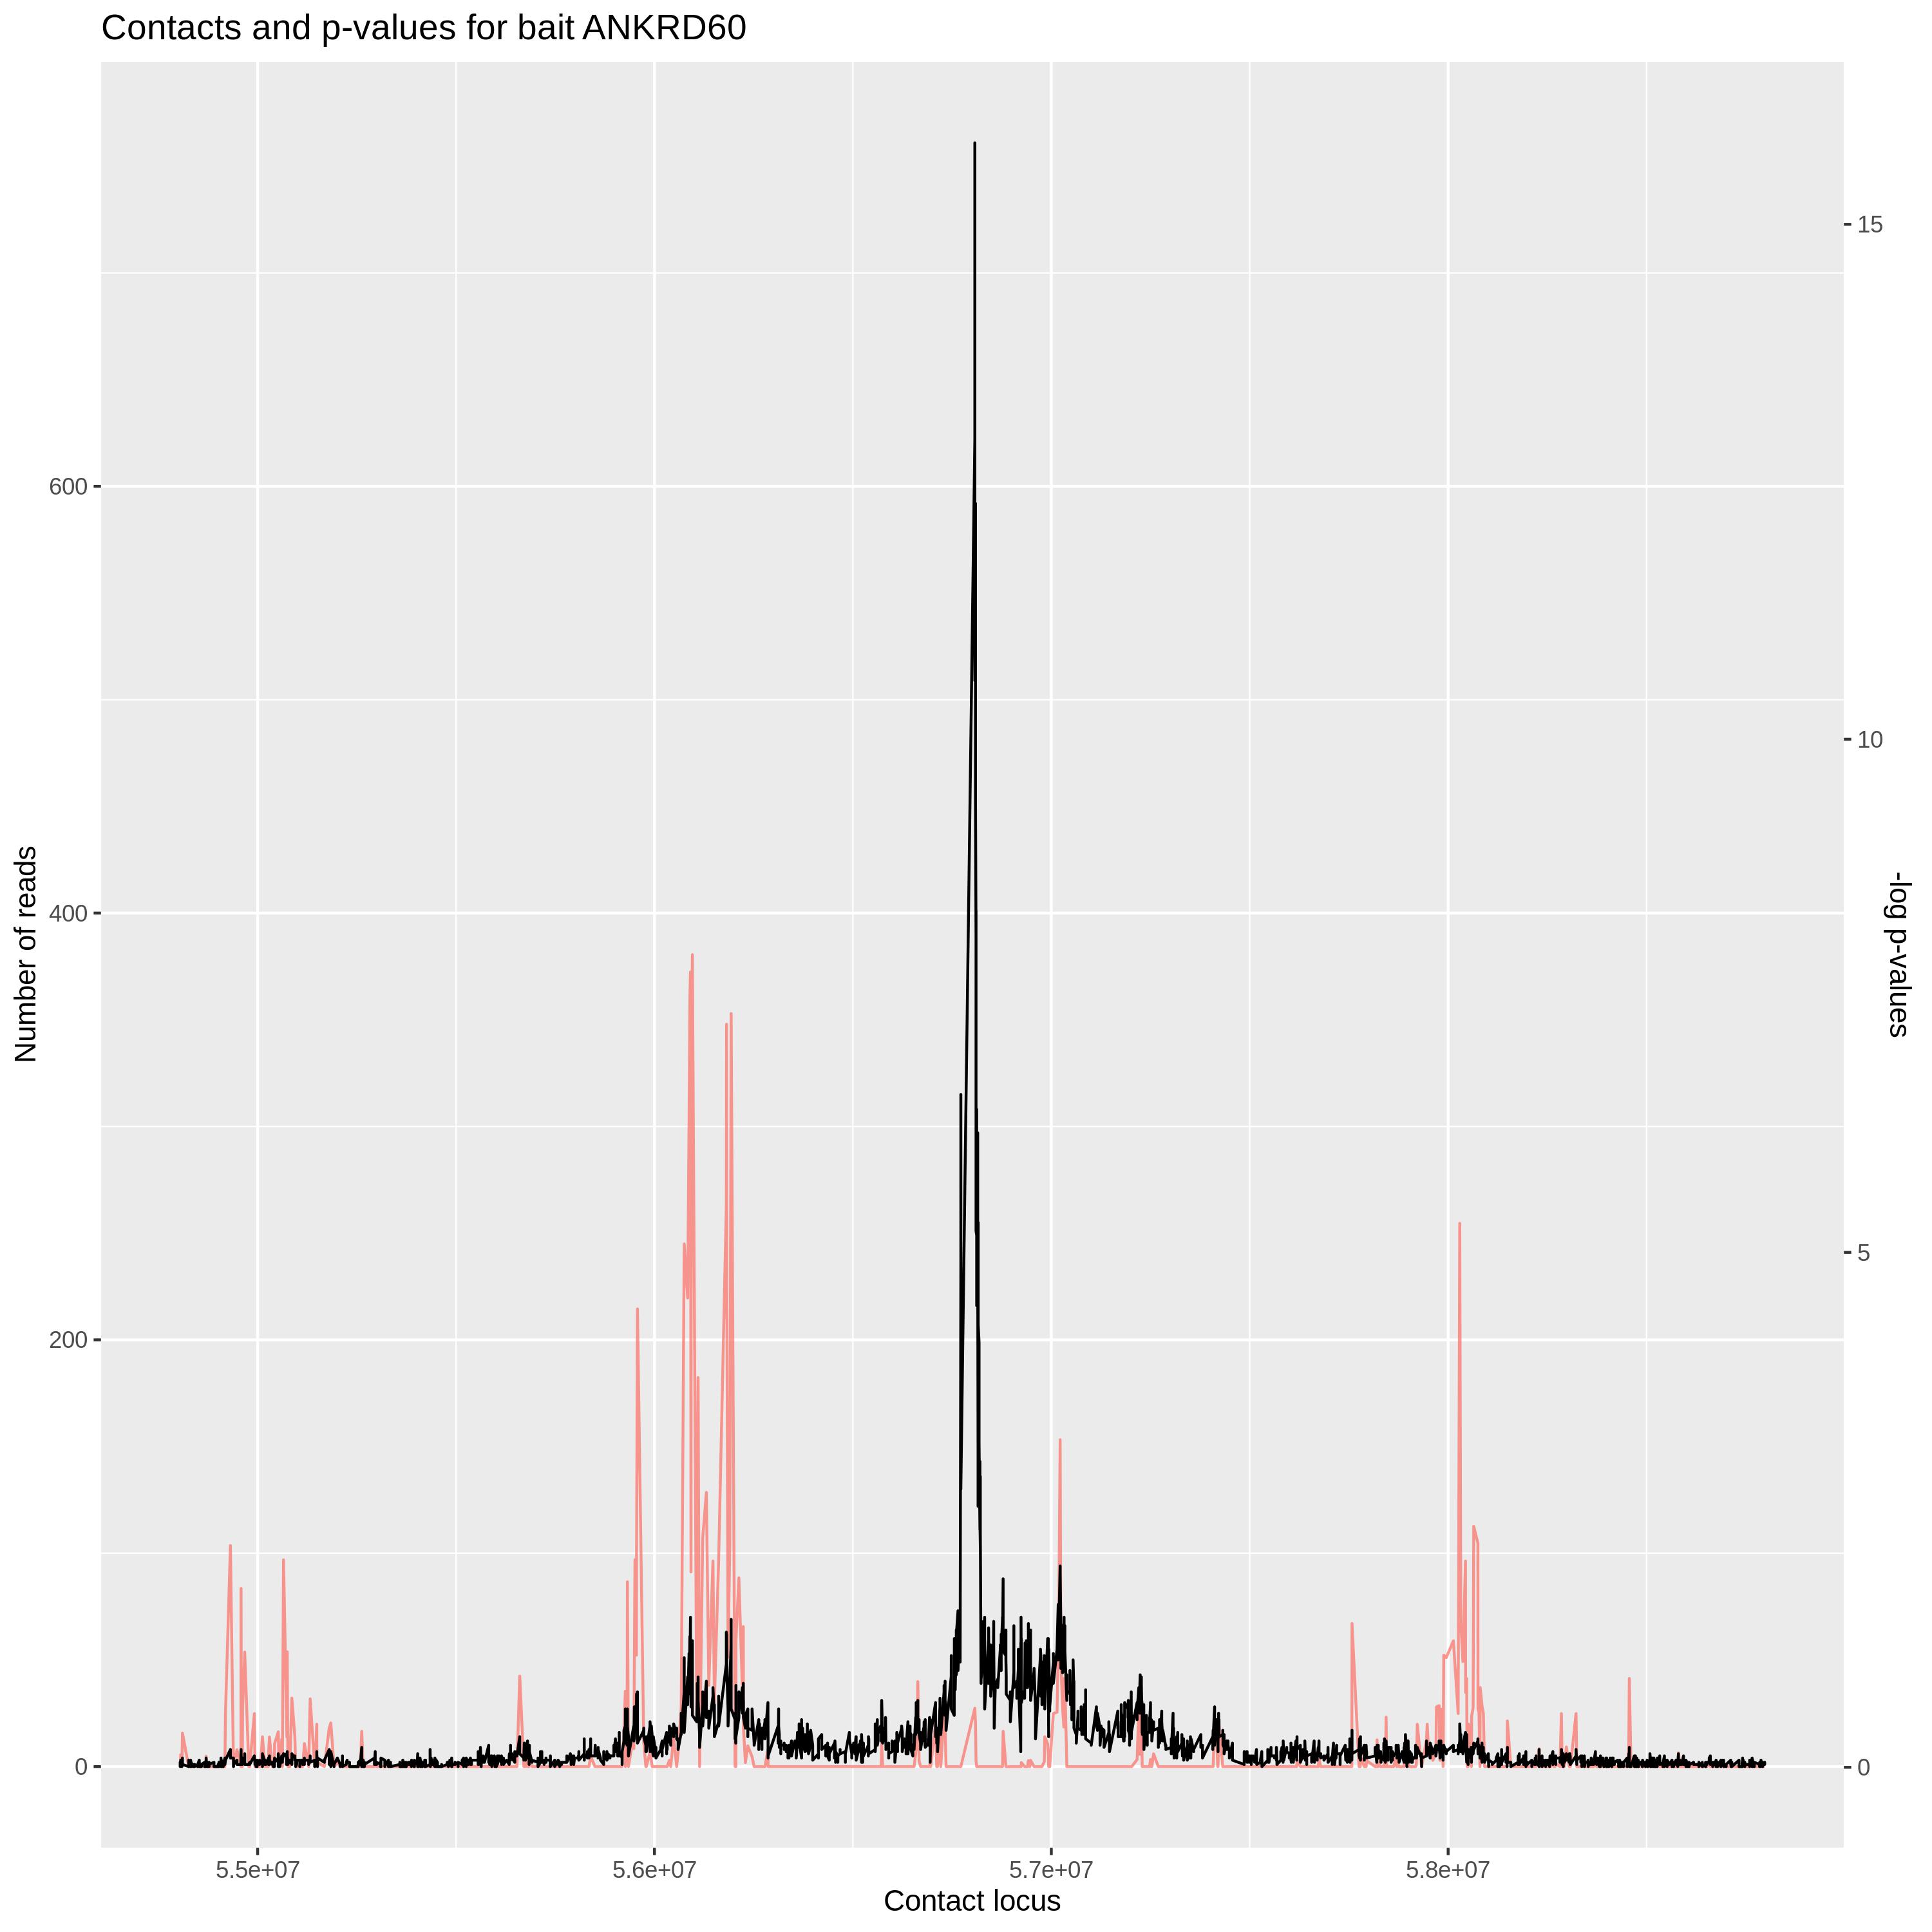 Contacts and p-values for bait ANKRD60
Number of reads
600
400
200
0
15
10
5
0
-log p-values
5.5e+07
5.6e+07
5.7e+07
5.8e+07
Contact locus